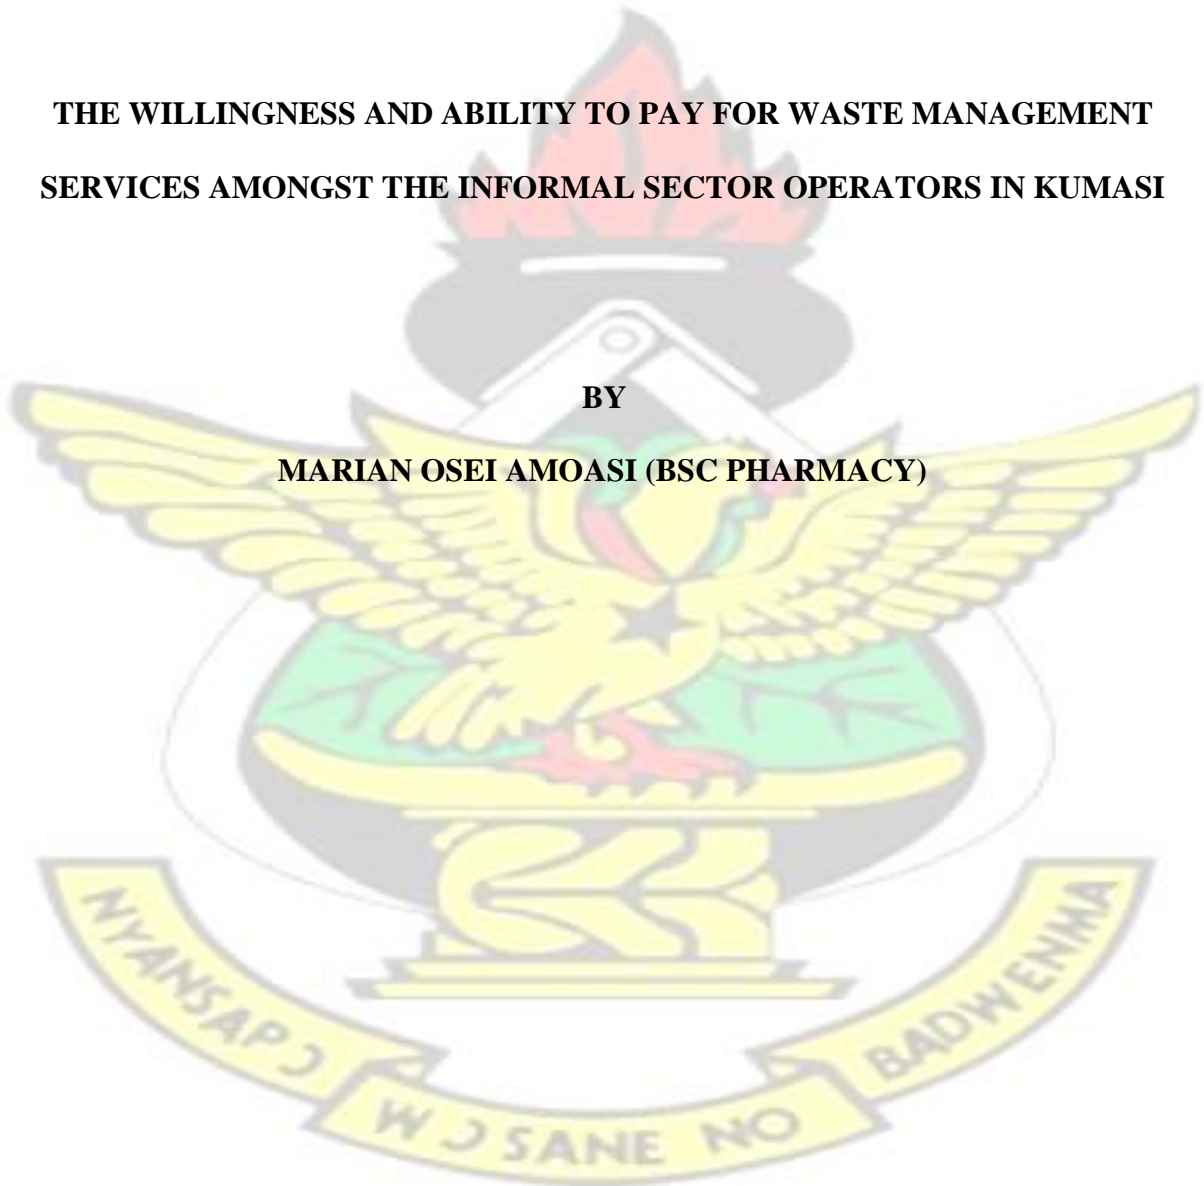 THE WILLINGNESS AND ABILITY TO PAY FOR WASTE MANAGEMENT
SERVICES AMONGST THE INFORMAL SECTOR OPERATORS IN KUMASI
BY
MARIAN OSEI AMOASI (BSC PHARMACY)
NYANSAPƆ WƆSANE NO BADWENMA